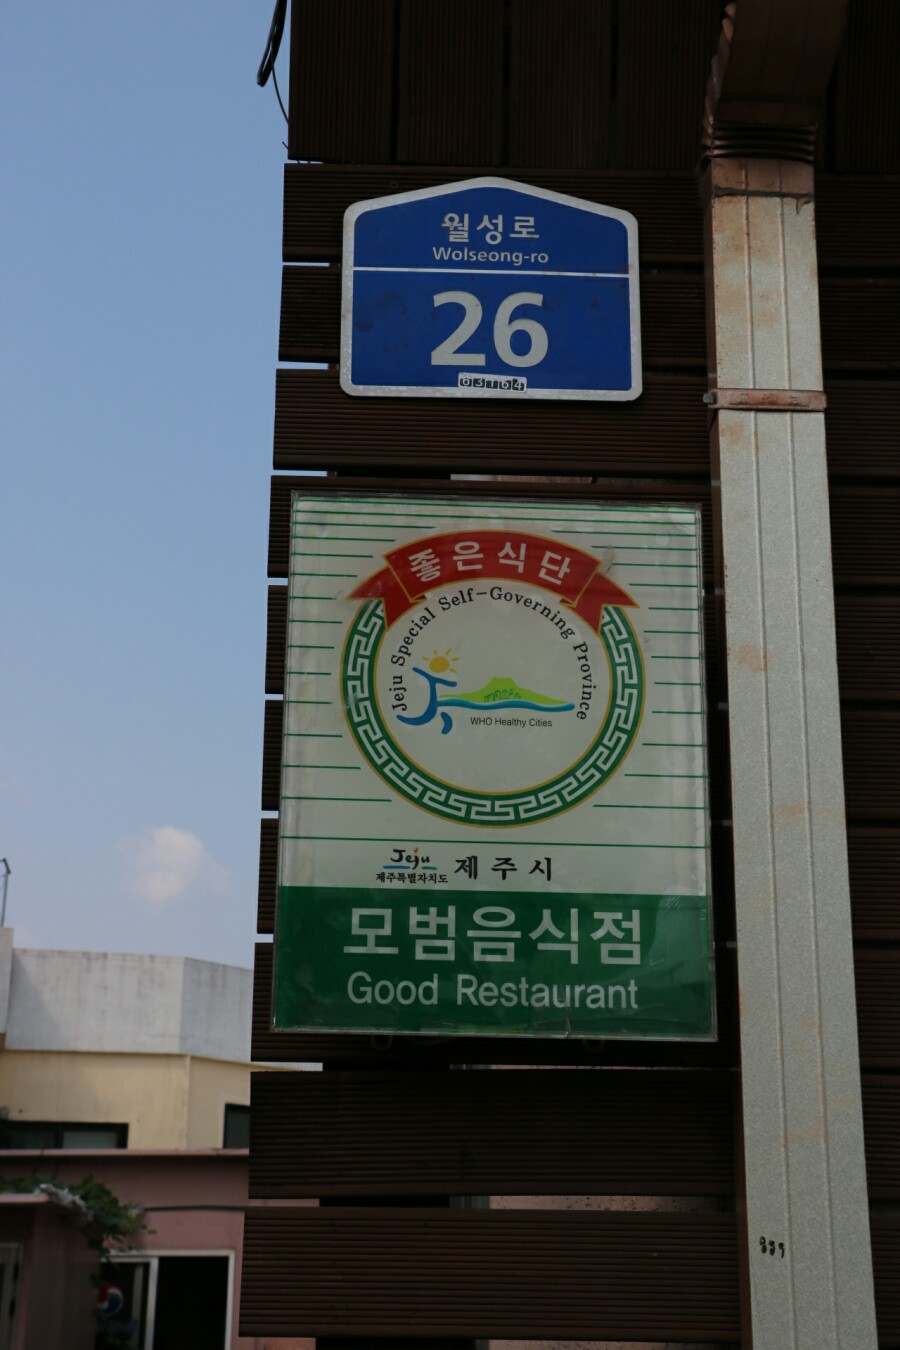 월성로
Wolseong-ro
26
63164
좋은식단
Jeju Special Self-Governing Province
WHO Healthy Cities
Jeju
제주특별자치도 제주시
모범음식점
Good Restaurant